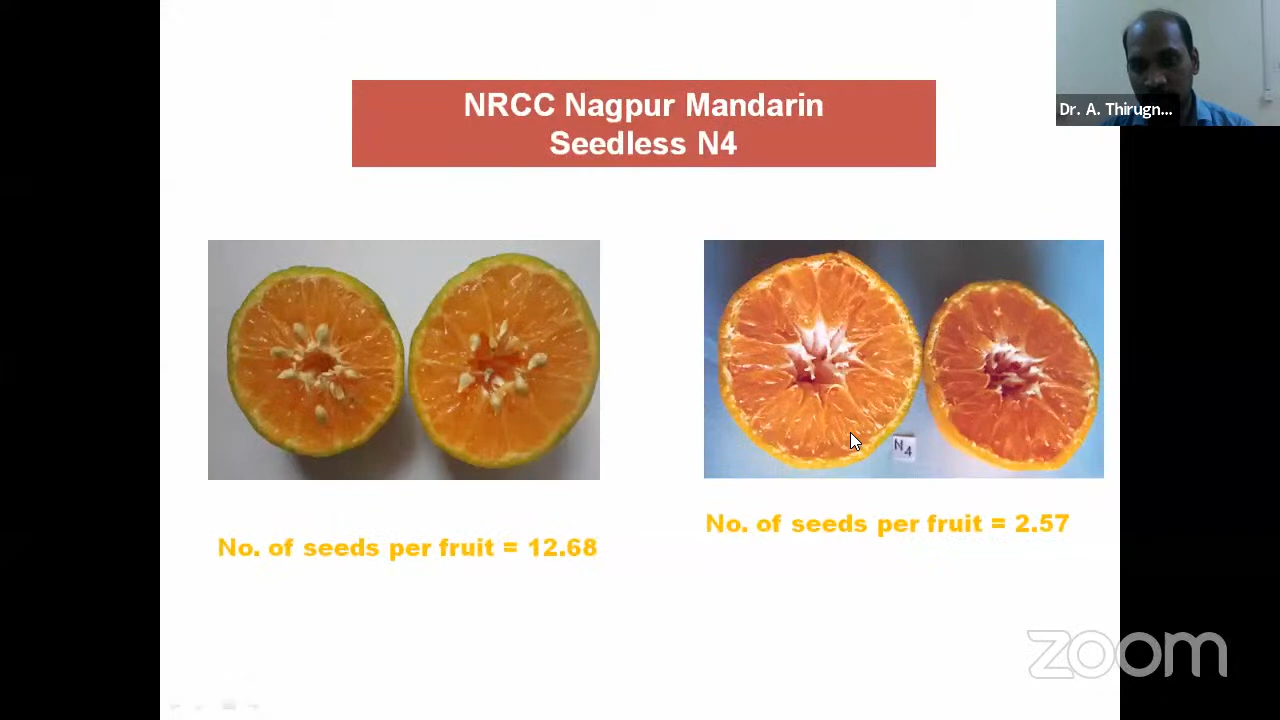 NRCC Nagpur Mandarin
Seedless N4
Dr. A. Thirugn...
N4
No. of seeds per fruit = 12.68
No. of seeds per fruit = 2.57
zoom